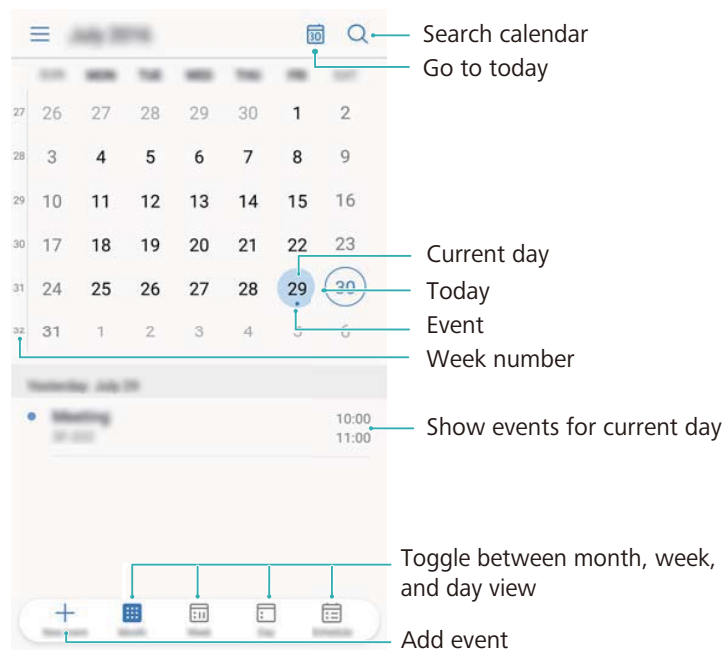 30
Search calendar
Go to today
27 26 27 28 29 30 1 2
28 3 4 5 6 7 8 9
29 10 11 12 13 14 15 16
30 17 18 19 20 21 22 23
31 24 25 26 27 28 29 30
32 31 1 2 3 4 5 6
Current day
Today
Event
Week number
10:00
11:00
Show events for current day
Toggle between month, week,
and day view
Add event